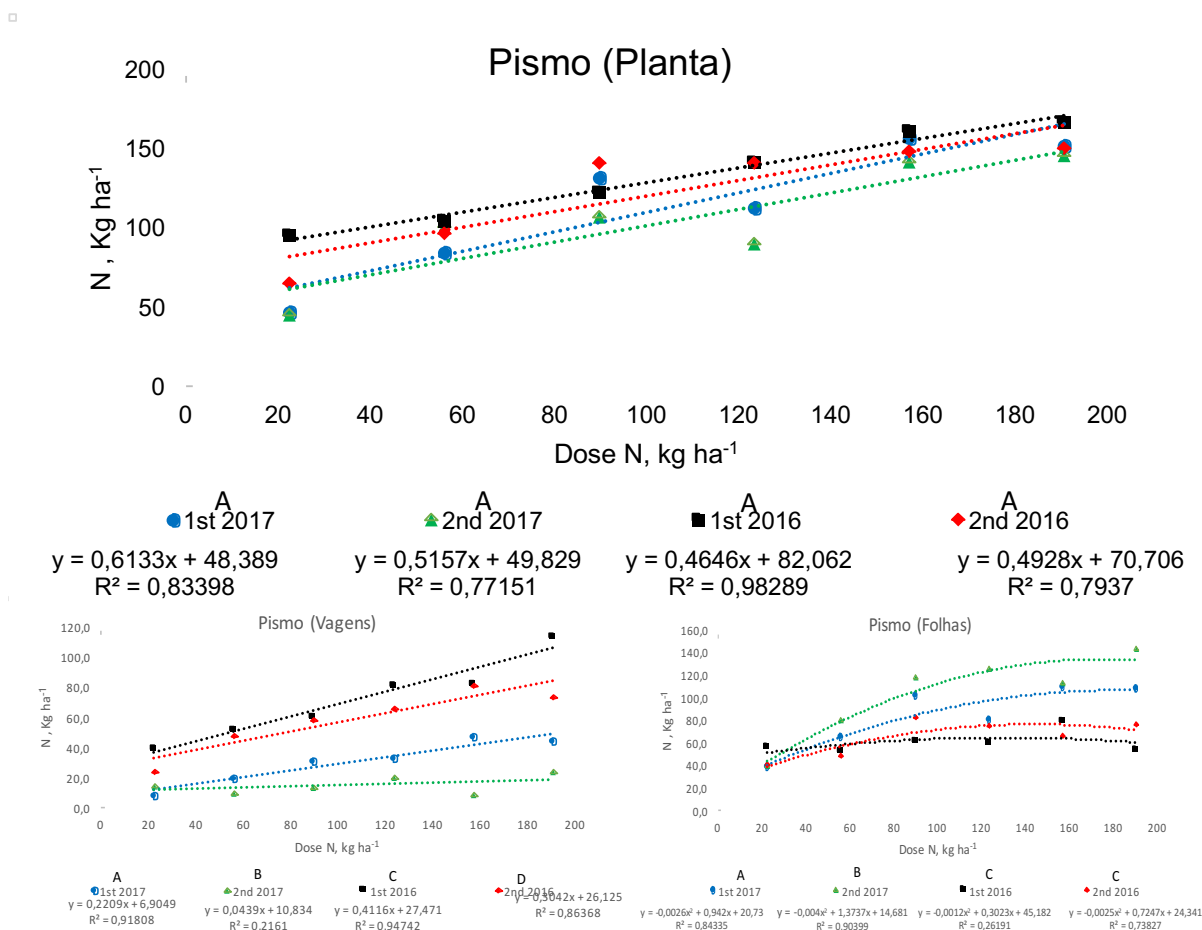 Pismo (Planta)
200
150
100
50
0
N , Kg ha-1
0 20 40 60 80 100 120 140 160 180 200
Dose N, kg ha-1
A A A A
1st 2017 2nd 2017 1st 2016 2nd 2016
y = 0,6133x + 48,389 y = 0,5157x + 49,829 y = 0,4646x + 82,062 y = 0,4928x + 70,706
R² = 0,83398 R² = 0,77151 R² = 0,98289 R² = 0,7937
Pismo (Vagens)
120,0
100,0
80,0
60,0
40,0
20,0
0,0
N , Kg ha-1
0 20 40 60 80 100 120 140 160 180 200
Dose N, kg ha-1
A B C D
1st 2017 2nd 2017 1st 2016 2nd 2016
y = 0,2209x + 6,9049 y = 0,0439x + 10,834 y = 0,4116x + 27,471 y = 0,3042x + 26,125
R² = 0,91808 R² = 0.2161 R² = 0.94742 R² = 0,86368
Pismo (Folhas)
160,0
140,0
120,0
100,0
80,0
60,0
40,0
20,0
0,0
N , Kg ha-1
0 20 40 60 80 100 120 140 160 180 200
Dose N, kg ha-1
A B C C
1st 2017 2nd 2017 1st 2016 2nd 2016
y = -0,0026x² + 0,942x + 20,73 y = -0,004x² + 1,3737x + 14,681 y = -0,0012x² + 0,3023x + 45,182 y = -0,0025x² + 0,7247x + 24,341
R² = 0,84335 R² = 0.90399 R² = 0,26191 R² = 0,73827